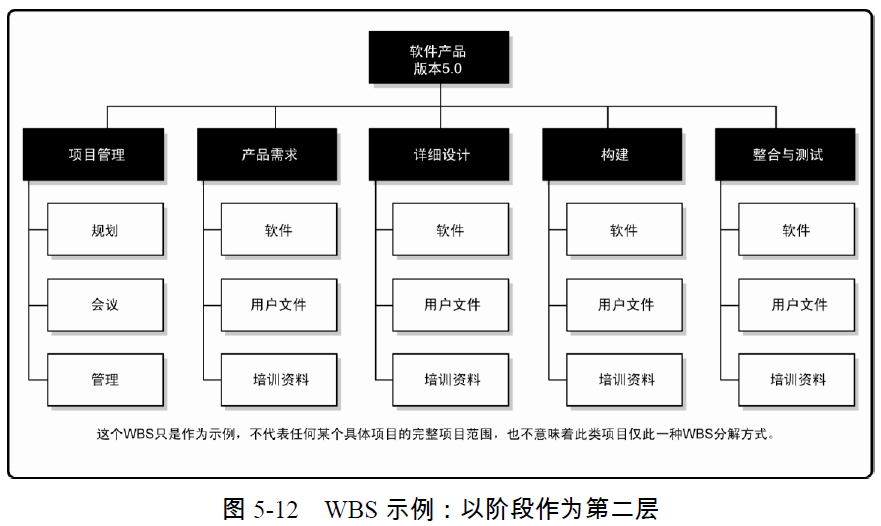 软件产品
版本5.0
项目管理
产品需求
详细设计
构建
整合与测试
规划
软件
软件
软件
软件
会议
用户文件
用户文件
用户文件
用户文件
管理
培训资料
培训资料
培训资料
培训资料
这个WBS只是作为示例，不代表任何某个具体项目的完整项目范围，也不意味着此类项目仅此一种WBS分解方式。
图 5-12 WBS 示例：以阶段作为第二层